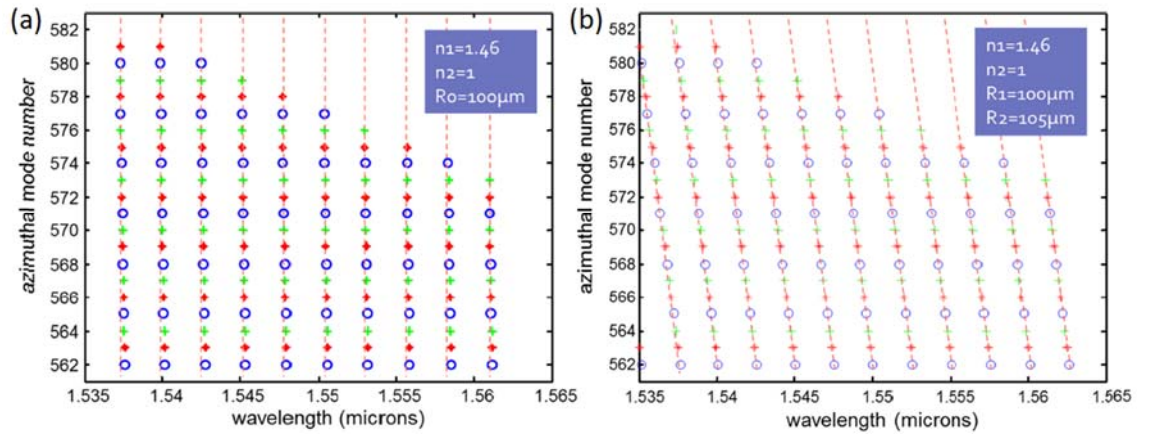 (a)
582
580
578
576
574
572
570
568
566
564
562
azimuthal mode number
n1=1.46
n2=1
R0=100μm
1.535 1.54 1.545 1.55 1.555 1.56 1.565
wavelength (microns)
(b)
582
580
578
576
574
572
570
568
566
564
562
azimuthal mode number
n1=1.46
n2=1
R1=100μm
R2=105μm
1.535 1.54 1.545 1.55 1.555 1.56 1.565
wavelength (microns)